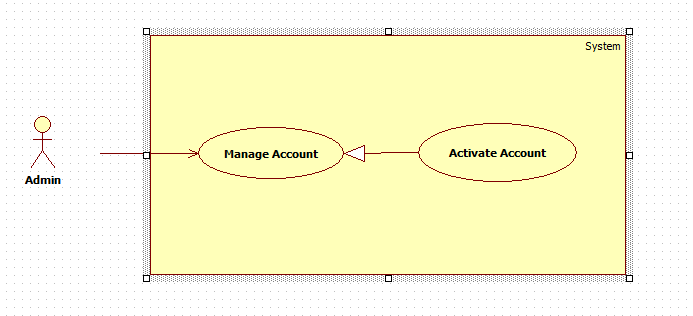 System
Manage Account
Activate Account
Admin